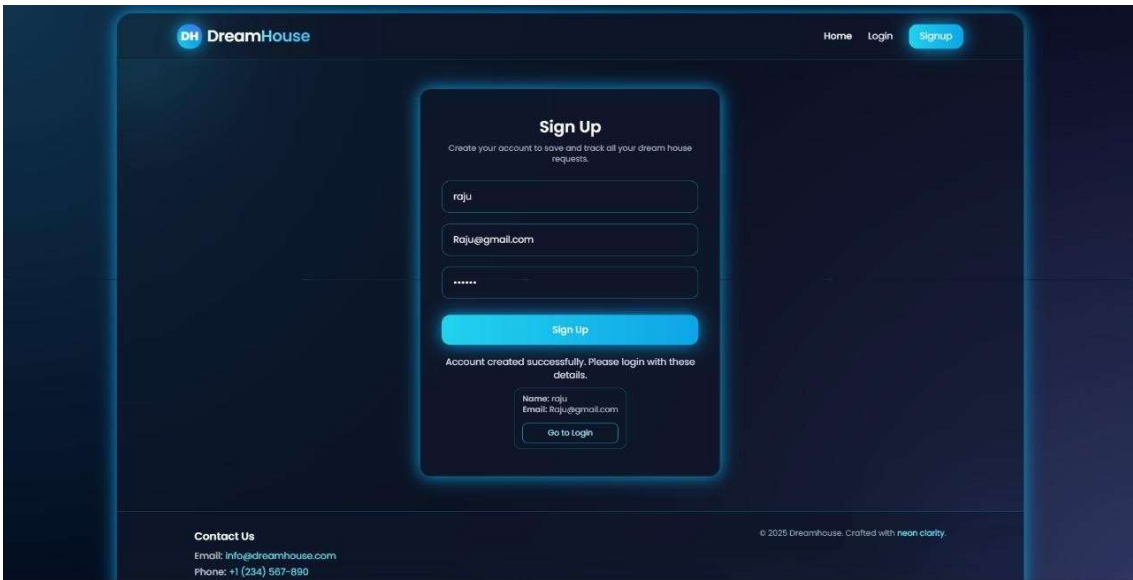 DH DreamHouse
Home Login Signup
Sign Up
Create your account to save and track all your dream house
requests.
raju
Raju@gmail.com
••••••
Sign Up
Account created successfully. Please login with these
details.
Name: raju
Email: Raju@gmail.com
Go to Login
Contact Us
Email: info@dreamhouse.com
Phone: +1 (234) 567-890
© 2025 Dreamhouse. Crafted with neon clarity.